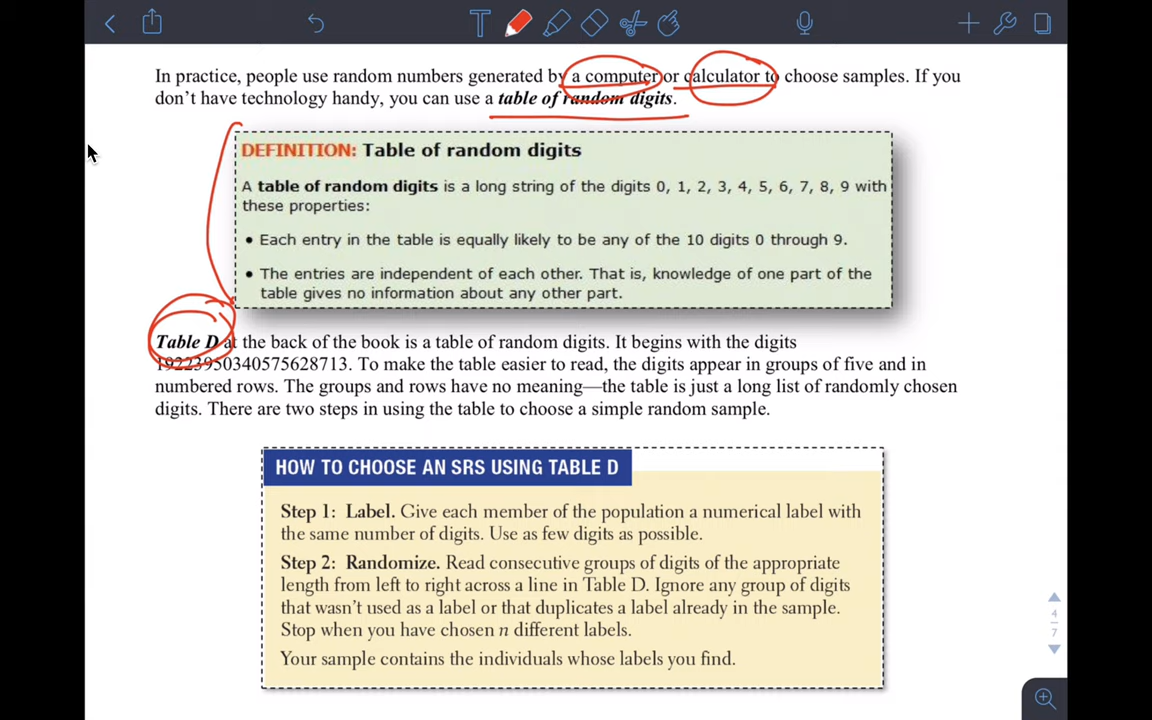 In practice, people use random numbers generated by a computer or calculator to choose samples. If you
don’t have technology handy, you can use a table of random digits.
DEFINITION: Table of random digits
A table of random digits is a long string of the digits 0, 1, 2, 3, 4, 5, 6, 7, 8, 9 with
these properties:
• Each entry in the table is equally likely to be any of the 10 digits 0 through 9.
• The entries are independent of each other. That is, knowledge of one part of the
table gives no information about any other part.
Table D at the back of the book is a table of random digits. It begins with the digits
19223950340575628713. To make the table easier to read, the digits appear in groups of five and in
numbered rows. The groups and rows have no meaning—the table is just a long list of randomly chosen
digits. There are two steps in using the table to choose a simple random sample.
HOW TO CHOOSE AN SRS USING TABLE D
Step 1: Label. Give each member of the population a numerical label with
the same number of digits. Use as few digits as possible.
Step 2: Randomize. Read consecutive groups of digits of the appropriate
length from left to right across a line in Table D. Ignore any group of digits
that wasn’t used as a label or that duplicates a label already in the sample.
Stop when you have chosen n different labels.
Your sample contains the individuals whose labels you find.
4
7